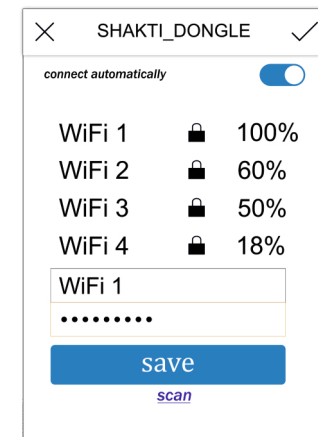 SHAKTI_DONGLE
connect automatically
WiFi 1 100%
WiFi 2 60%
WiFi 3 50%
WiFi 4 18%
WiFi 1
•••••••••
save
scan